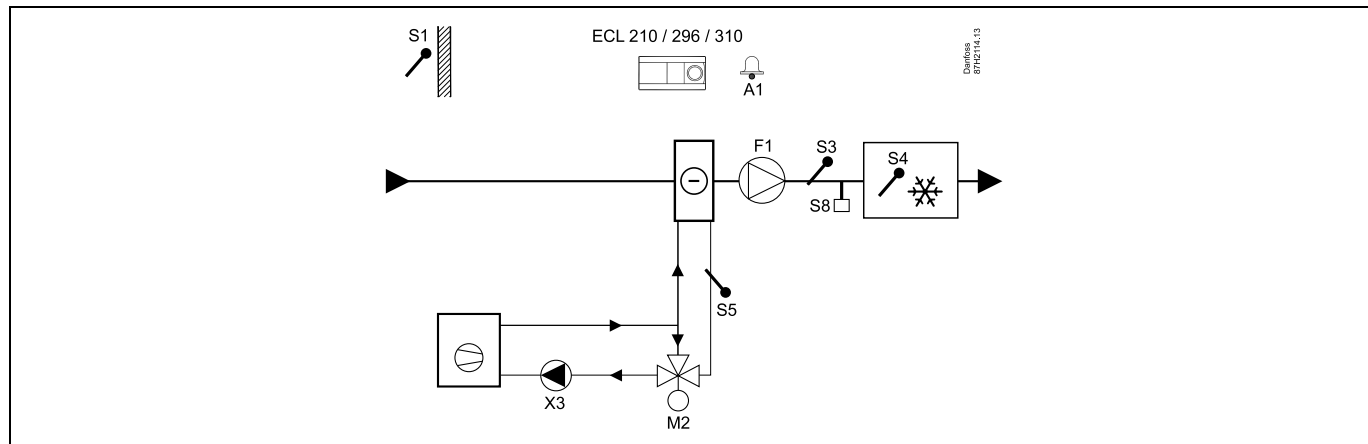 S1
ECL 210 / 296 / 310
A1
Danfoss
87H2114.13
F1
S3
S4
S8
S5
X3
M2